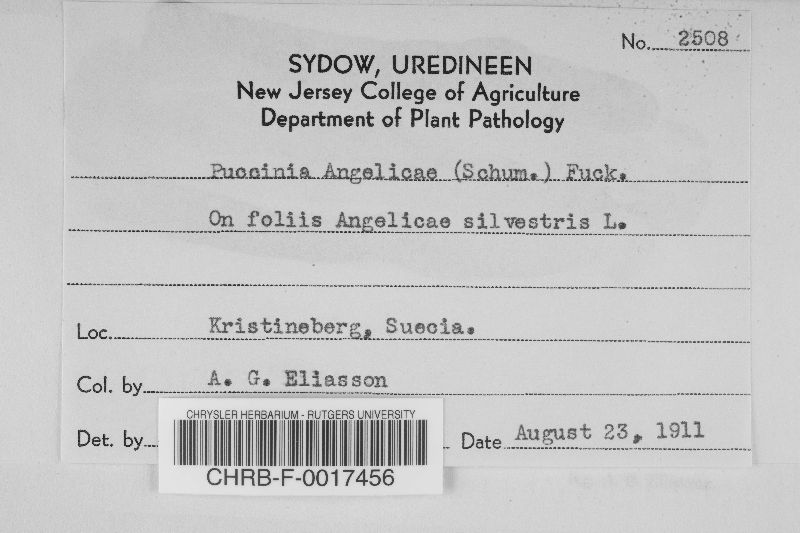 No. 2508
SYDOW, UREDINEEN
New Jersey College of Agriculture
Department of Plant Pathology
Puccinia Angelicae (Schum.) Fuck.
On foliis Angelicae silvestris L.
Loc. Kristineberg, Suecia.
Col. by A. G. Eliasson
Det. by
Date August 23, 1911
CHRYSLER HERBARIUM - RUTGERS UNIVERSITY
CHRB-F-0017456